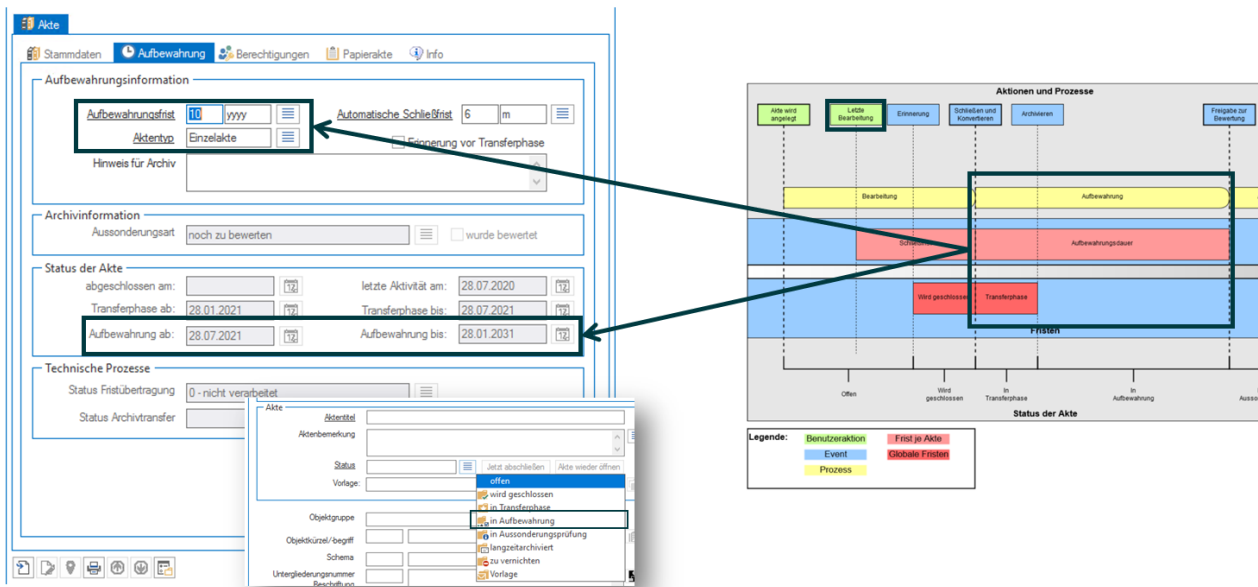 Akte
Stammdaten Aufbewahrung Berechtigungen Papierakte Info
Aufbewahrungsinformation
Aufbewahrungsfrist 10 yyyy Automatische Schließfrist 6 m
Aktentyp Einzelakte Erinnerung vor Transferphase
Hinweis für Archiv
Archivinformation
Aussonderungsart noch zu bewerten wurde bewertet
Status der Akte
abgeschlossen am: letzte Aktivität am: 28.07.2020
Transferphase ab: 28.01.2021 Transferphase bis: 28.07.2021
Aufbewahrung ab: 28.07.2021 Aufbewahrung bis: 28.01.2031
Technische Prozesse
Status Fristübertragung 0 - nicht verarbeitet
Status Archivtransfer
Akte
Aktentitel
Aktenbemerkung
Status Jetzt abschließen Akte wieder öffnen
Vorlage:
offen
wird geschlossen
in Transferphase
in Aufbewahrung
in Aussonderungsprüfung
langzeitarchiviert
zu vernichten
Vorlage
Objektgruppe
Objektkürzel/-begriff
Schema
Untergliederungsnummer
Beschriftung
Aktionen und Prozesse
Akte wird
angelegt
Letzte
Bearbeitung
Erinnerung
Schließen und
Konvertieren
Archivieren
Freigabe zur
Bewertung
Bearbeitung Aufbewahrung
Aufbewahrungsdauer
Wird geschlossen Transferphase
Fristen
Offen
Wird
geschlossen
In
Transferphase
In
Aufbewahrung
Status der Akte
Legende: Benutzeraktion Frist je Akte
Event Globale Fristen
Prozess